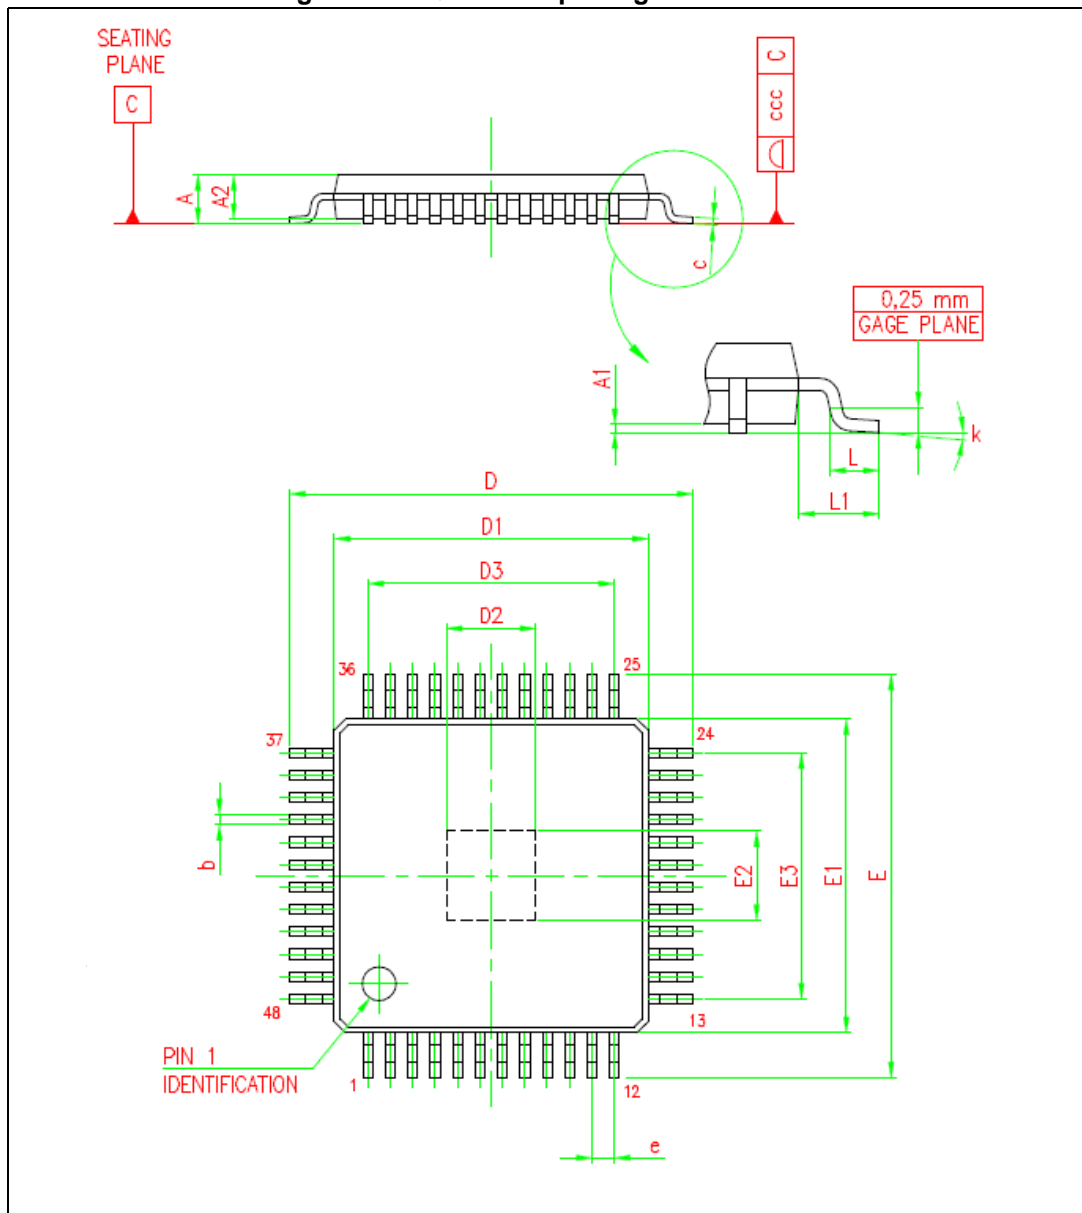 SEATING
PLANE
C
C
ccc
A
A2
c
0,25 mm
GAGE PLANE
A1
k
L
L1
D
D1
D3
D2
36
25
37
24
b
E2
E3
E1
E
48
13
PIN 1
IDENTIFICATION
1
12
e